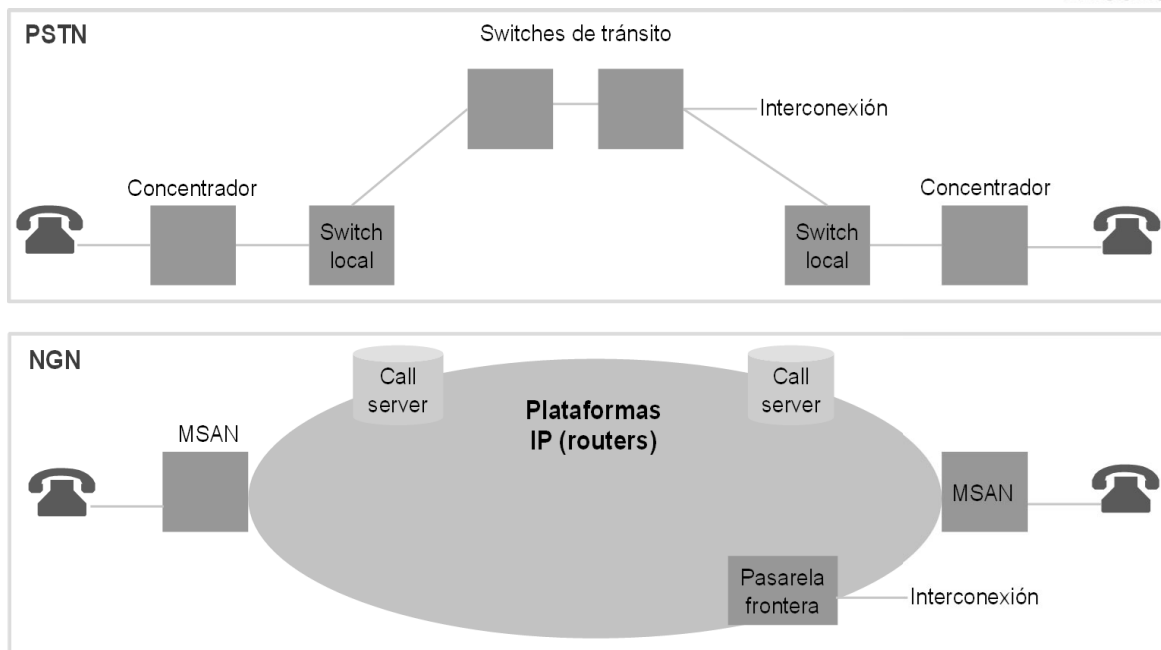 PSTN
Switches de tránsito
Interconexión
Concentrador
Concentrador
Switch
local
Switch
local
NGN
Call
server
Call
server
Plataformas
IP (routers)
MSAN
MSAN
Pasarela
frontera
Interconexión